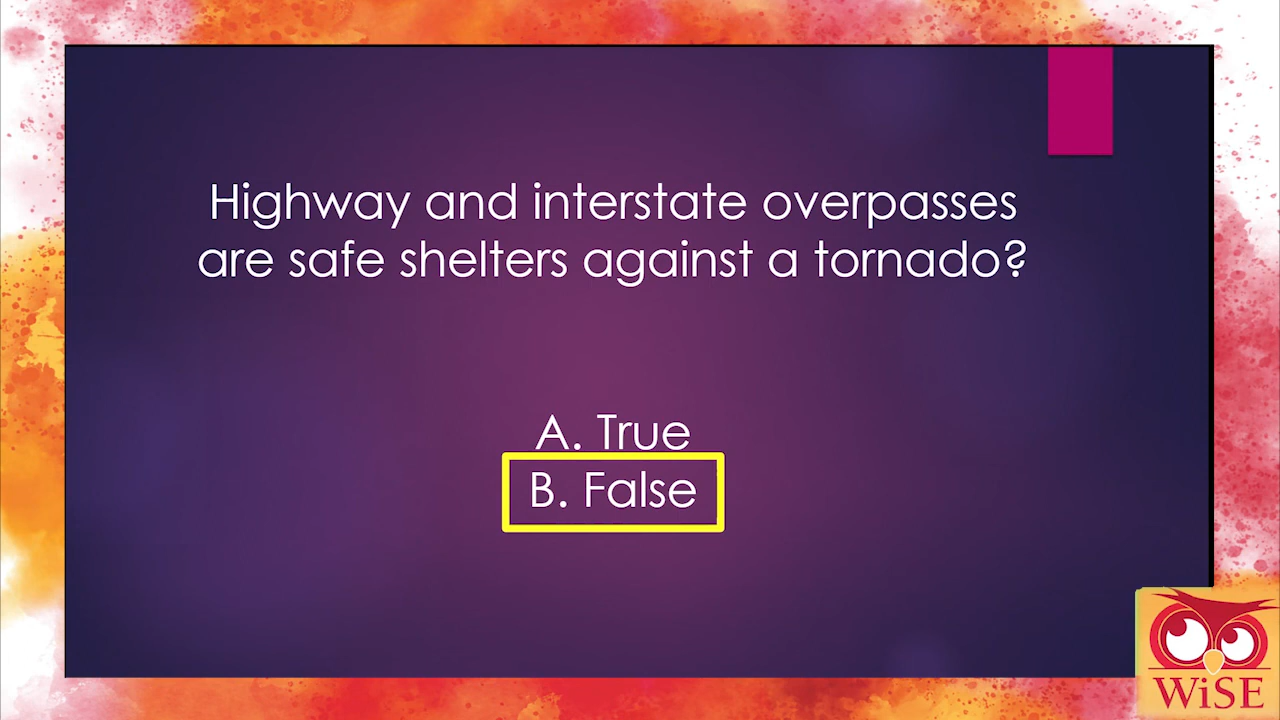 Highway and interstate overpasses
are safe shelters against a tornado?
A. True
B. False
WiSE